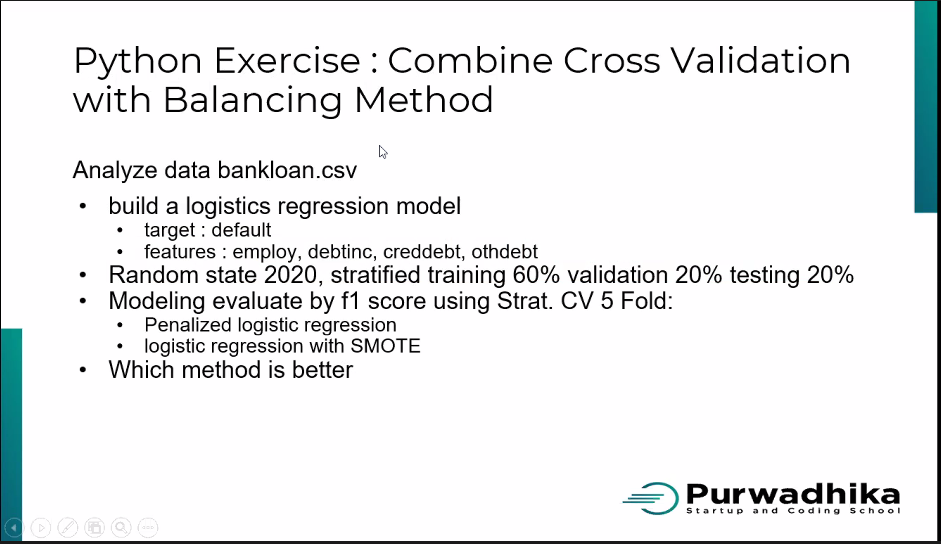 Python Exercise : Combine Cross Validation
with Balancing Method
Analyze data bankloan.csv
• build a logistics regression model
• target : default
• features : employ, debtinc, creddebt, othdebt
• Random state 2020, stratified training 60% validation 20% testing 20%
• Modeling evaluate by f1 score using Strat. CV 5 Fold:
• Penalized logistic regression
• logistic regression with SMOTE
• Which method is better
Purwadhika
Startup and Coding School